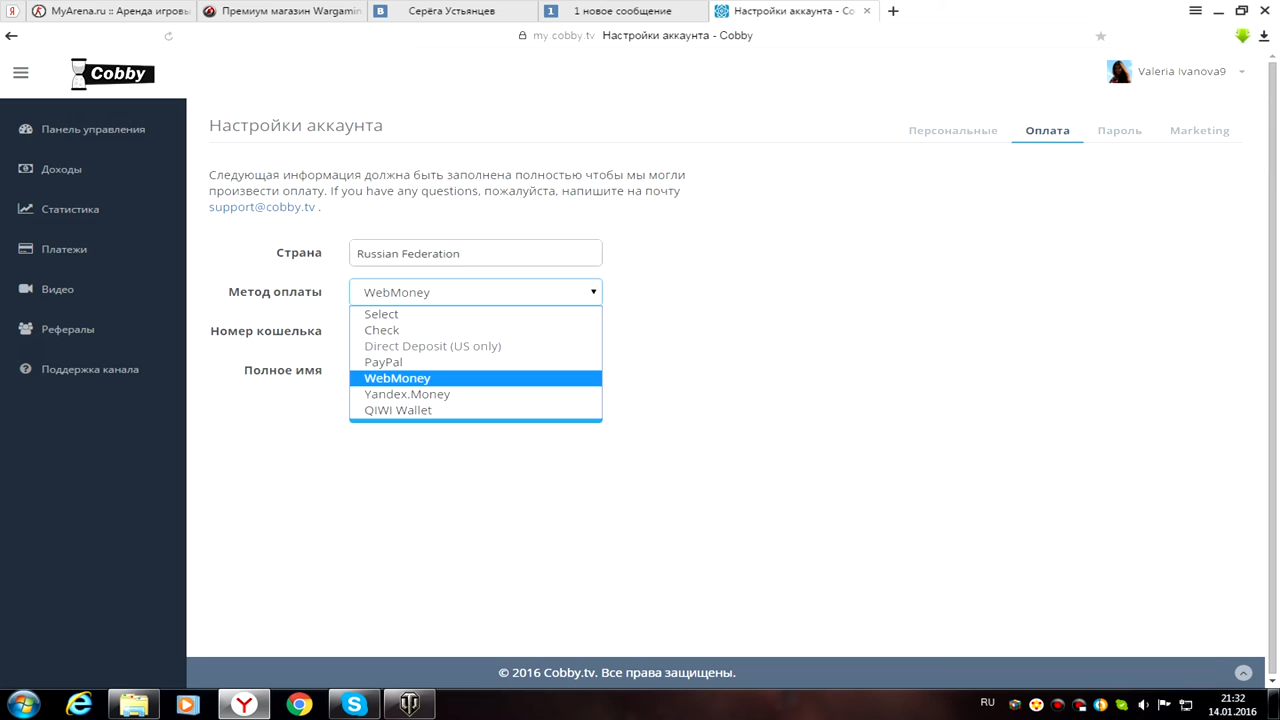 Я
MyArena.ru :: Аренда игровы
Премиум магазин Wargamin
В
Серёга Устьянцев
1
1 новое сообщение
Настройки аккаунта - Co
my.cobby.tv Настройки аккаунта - Cobby
Cobby
Valeria Ivanova9
Панель управления
Доходы
Статистика
Платежи
Видео
Рефералы
Поддержка канала
Настройки аккаунта
Персональные
Оплата
Пароль
Marketing
Следующая информация должна быть заполнена полностью чтобы мы могли
произвести оплату. If you have any questions, пожалуйста, напишите на почту
support@cobby.tv .
Страна
Russian Federation
Метод оплаты
WebMoney
Номер кошелька
Полное имя
Select
Check
Direct Deposit (US only)
PayPal
WebMoney
Yandex.Money
QIWI Wallet
© 2016 Cobby.tv. Все права защищены.
RU
21:32
14.01.2016